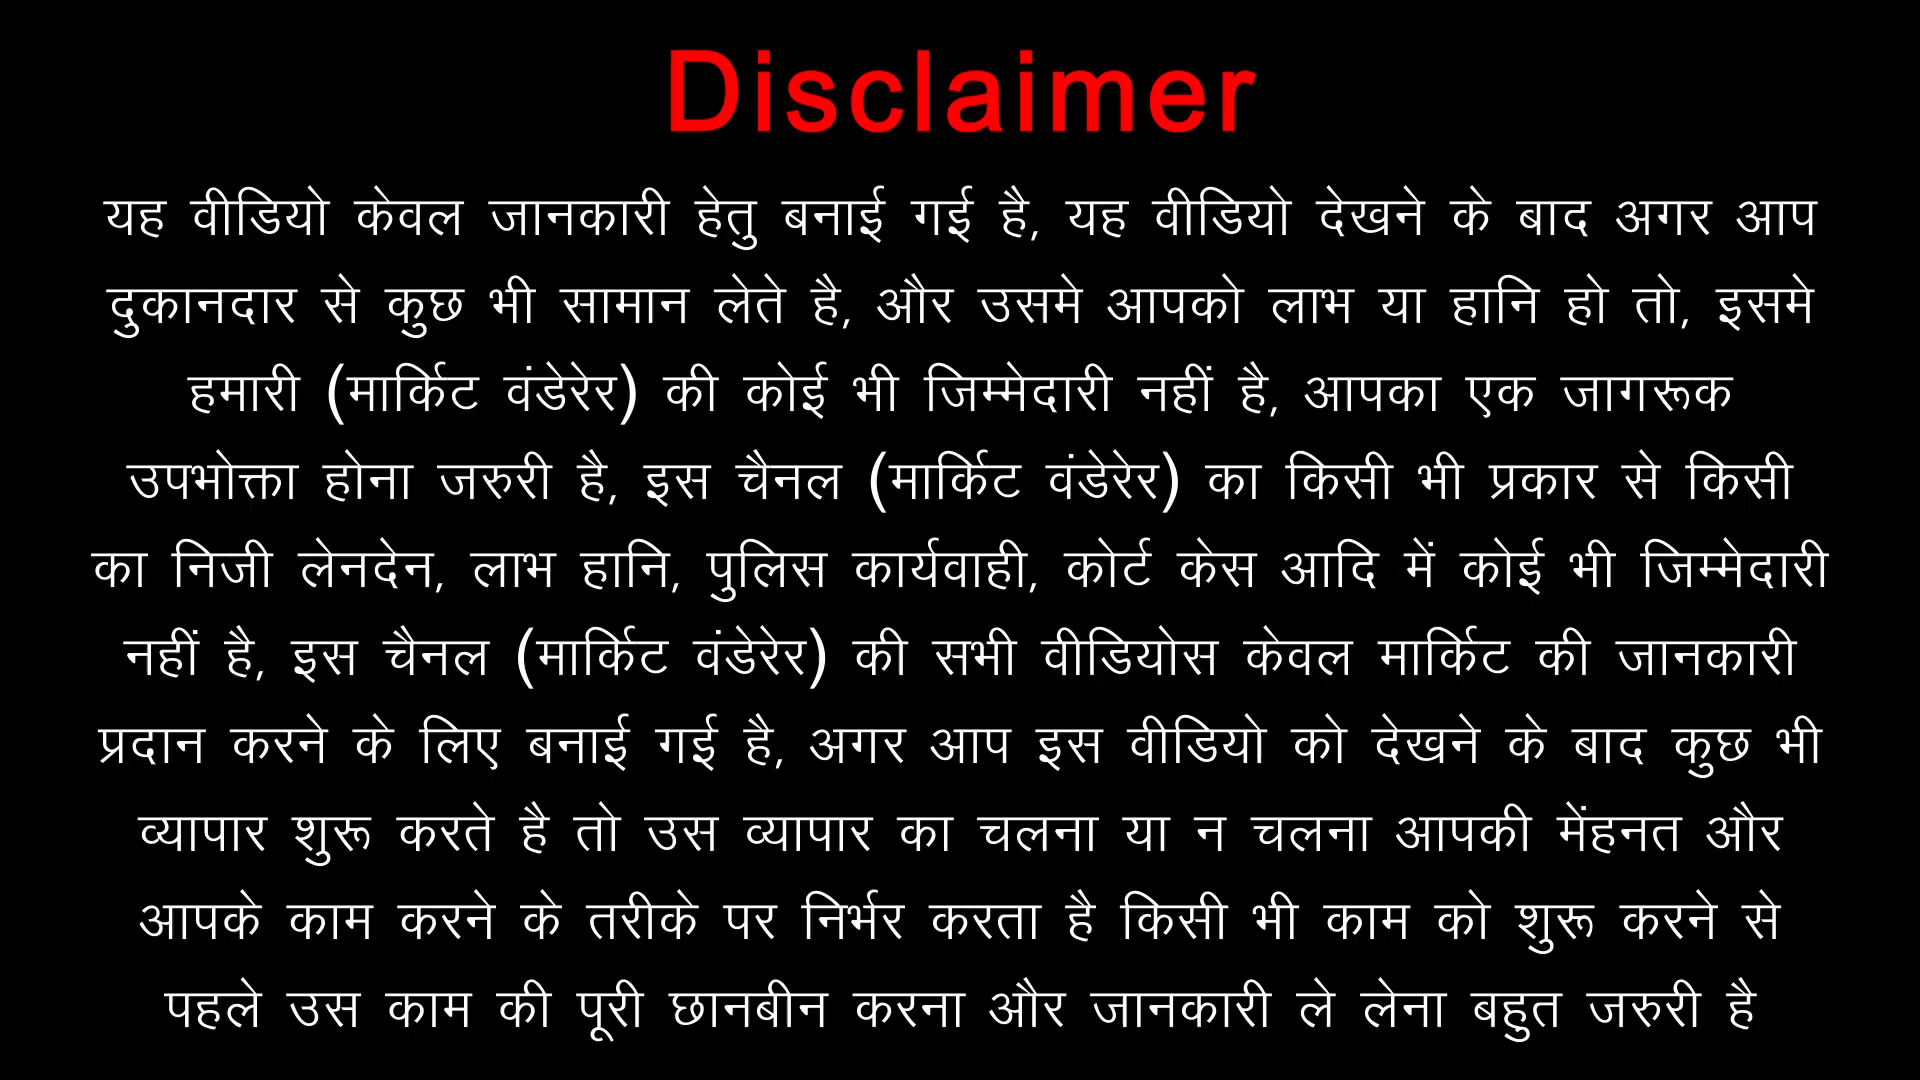 Disclaimer
यह वीडियो केवल जानकारी हेतु बनाई गई है, यह वीडियो देखने के बाद अगर आप
दुकानदार से कुछ भी सामान लेते है, और उसमे आपको लाभ या हानि हो तो, इसमे
हमारी (मार्किट वंडेरेर) की कोई भी जिम्मेदारी नहीं है, आपका एक जागरूक
उपभोक्ता होना जरुरी है, इस चैनल (मार्किट वंडेरेर) का किसी भी प्रकार से किसी
का निजी लेनदेन, लाभ हानि, पुलिस कार्यवाही, कोर्ट केस आदि में कोई भी जिम्मेदारी
नहीं है, इस चैनल (मार्किट वंडेरेर) की सभी वीडियोस केवल मार्किट की जानकारी
प्रदान करने के लिए बनाई गई है, अगर आप इस वीडियो को देखने के बाद कुछ भी
व्यापार शुरू करते है तो उस व्यापार का चलना या न चलना आपकी मेंहनत और
आपके काम करने के तरीके पर निर्भर करता है किसी भी काम को शुरू करने से
पहले उस काम की पूरी छानबीन करना और जानकारी ले लेना बहुत जरुरी है